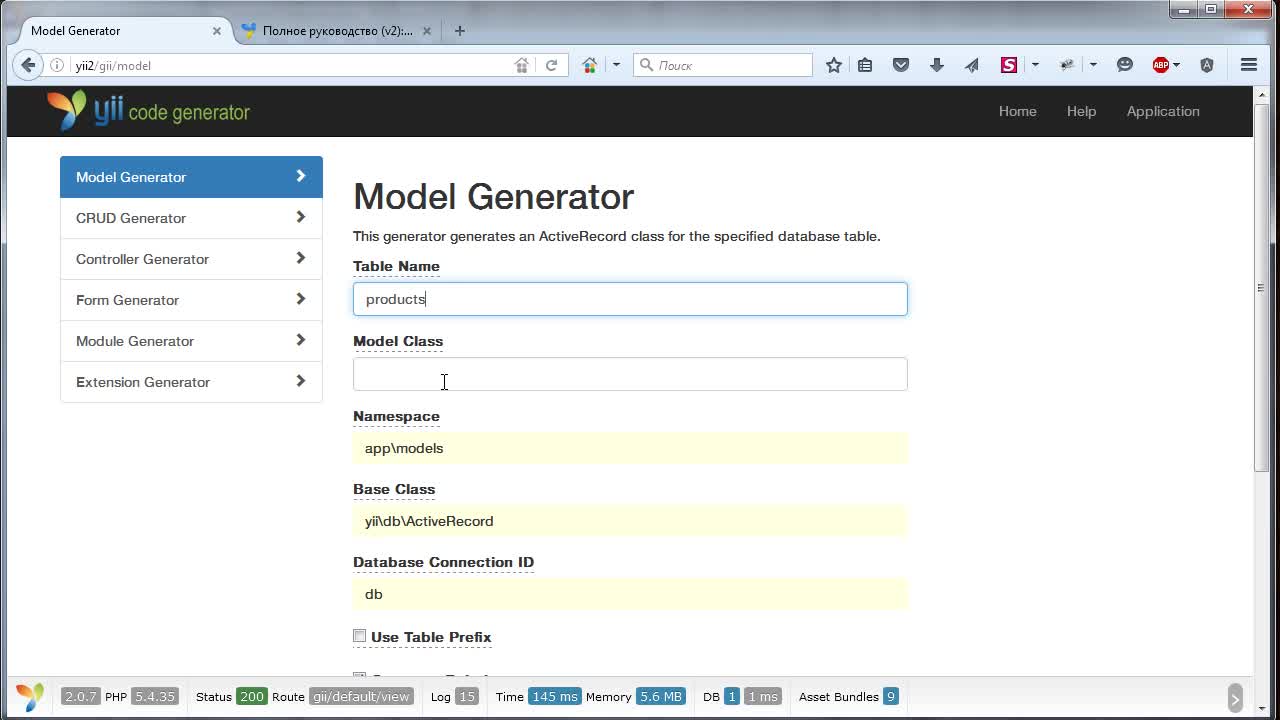 Model Generator
Полное руководство (v2):...
yii2/gii/model
Поиск
S
ABP
yii code generator
Home
Help
Application
Model Generator
CRUD Generator
Controller Generator
Form Generator
Module Generator
Extension Generator
Model Generator
This generator generates an ActiveRecord class for the specified database table.
Table Name
products
Model Class
Namespace
app\models
Base Class
yii\db\ActiveRecord
Database Connection ID
db
Use Table Prefix
2.0.7 PHP 5.4.35 Status 200 Route gii/default/view Log 15 Time 145 ms Memory 5.6 MB DB 1 1 ms Asset Bundles 9